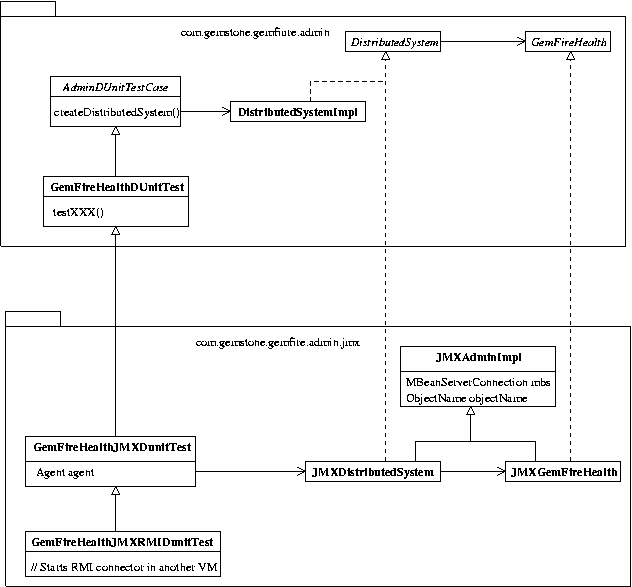 com.gemstone.gemfire.admin
DistributedSystem
GemFireHealth
AdminDUnitTestCase
createDistributedSystem()
DistributedSystemImpl
GemFireHealthDUnitTest
testXXX()
com.gemstone.gemfire.admin.jmx
JMXAdminImpl
MBeanServerConnection mbs
ObjectName objectName
GemFireHealthJMXDunitTest
Agent agent
JMXDistributedSystem
JMXGemFireHealth
GemFireHealthJMXRMIDunitTest
// Starts RMI connector in another VM